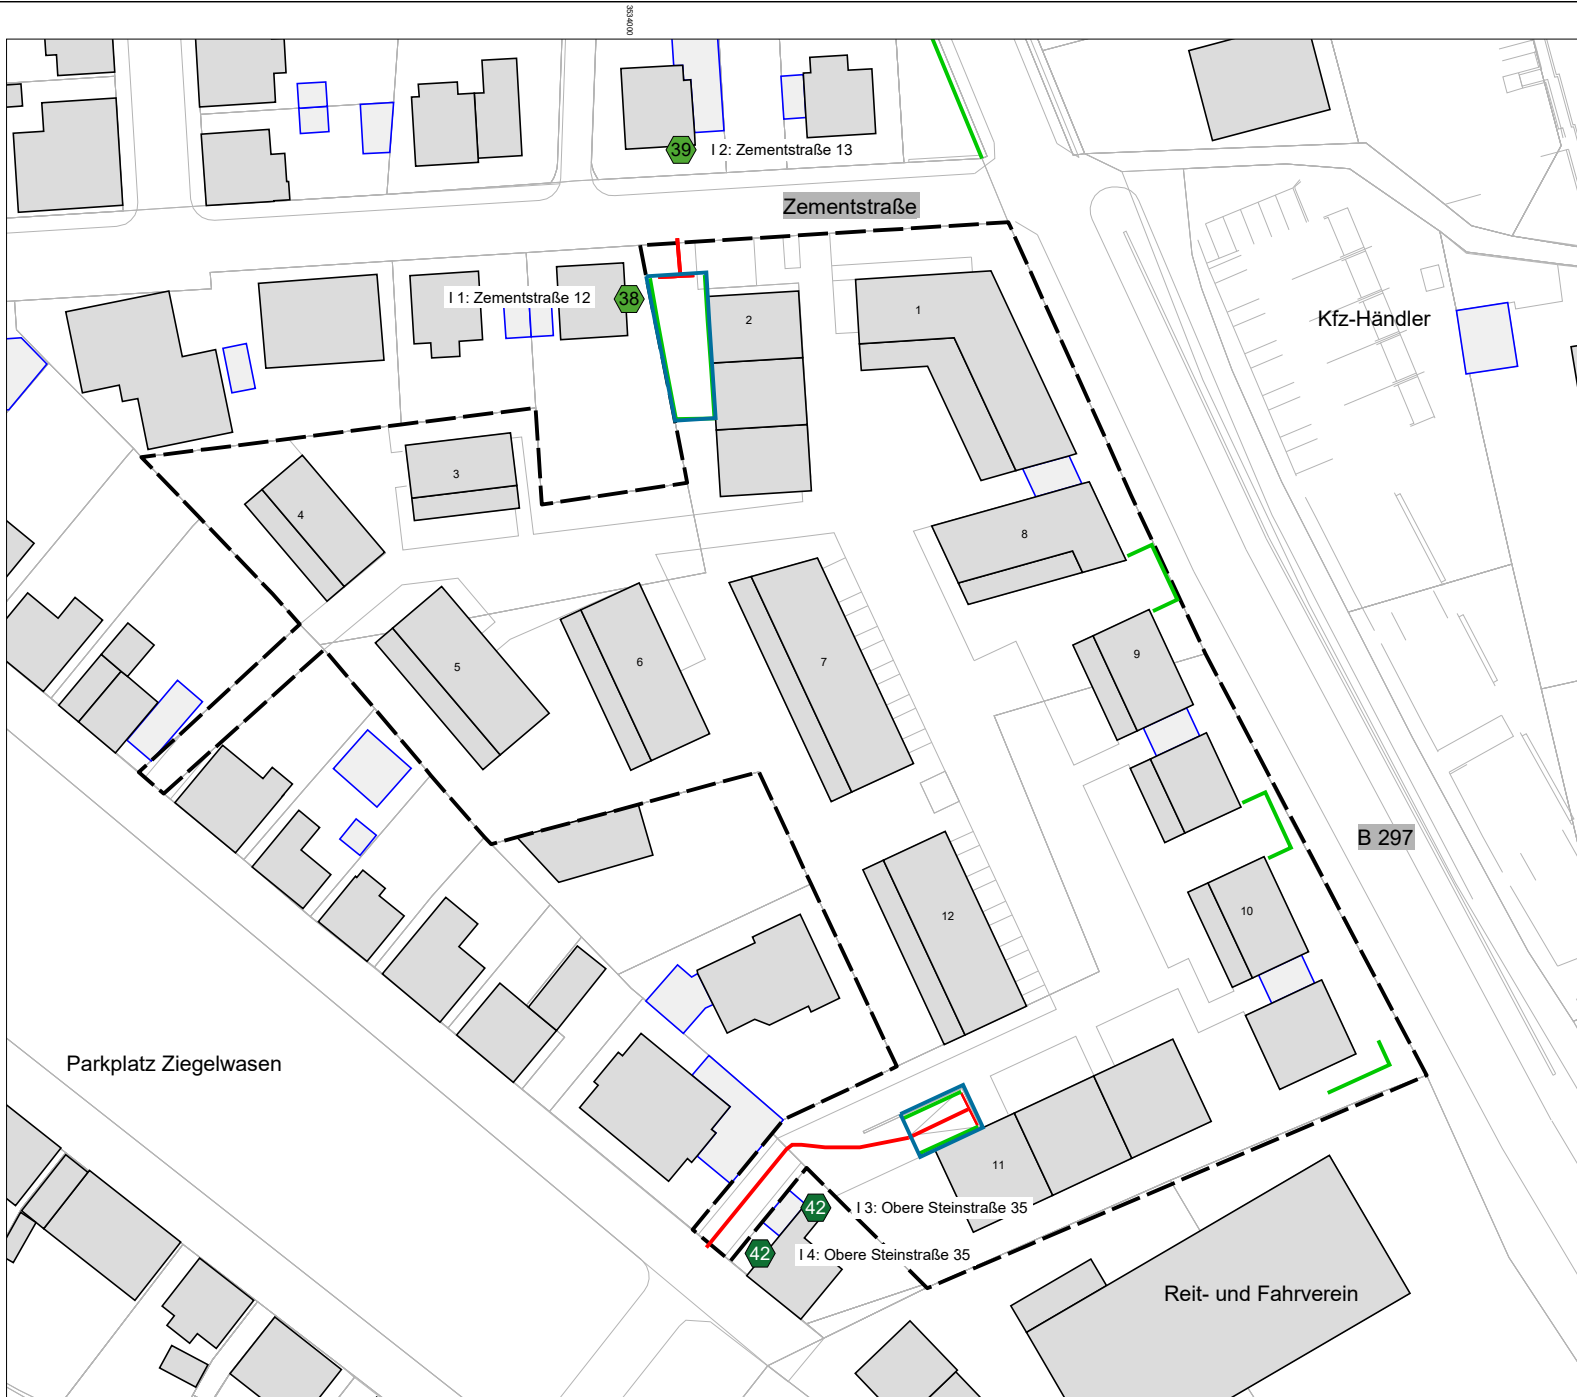 3534000
39 I 2: Zementstraße 13
Zementstraße
I 1: Zementstraße 12 38
2
1
Kfz-Händler
3
4
8
5
6
7
9
B 297
12
10
Parkplatz Ziegelwasen
11
42 I 3: Obere Steinstraße 35
42 I 4: Obere Steinstraße 35
Reit- und Fahrverein